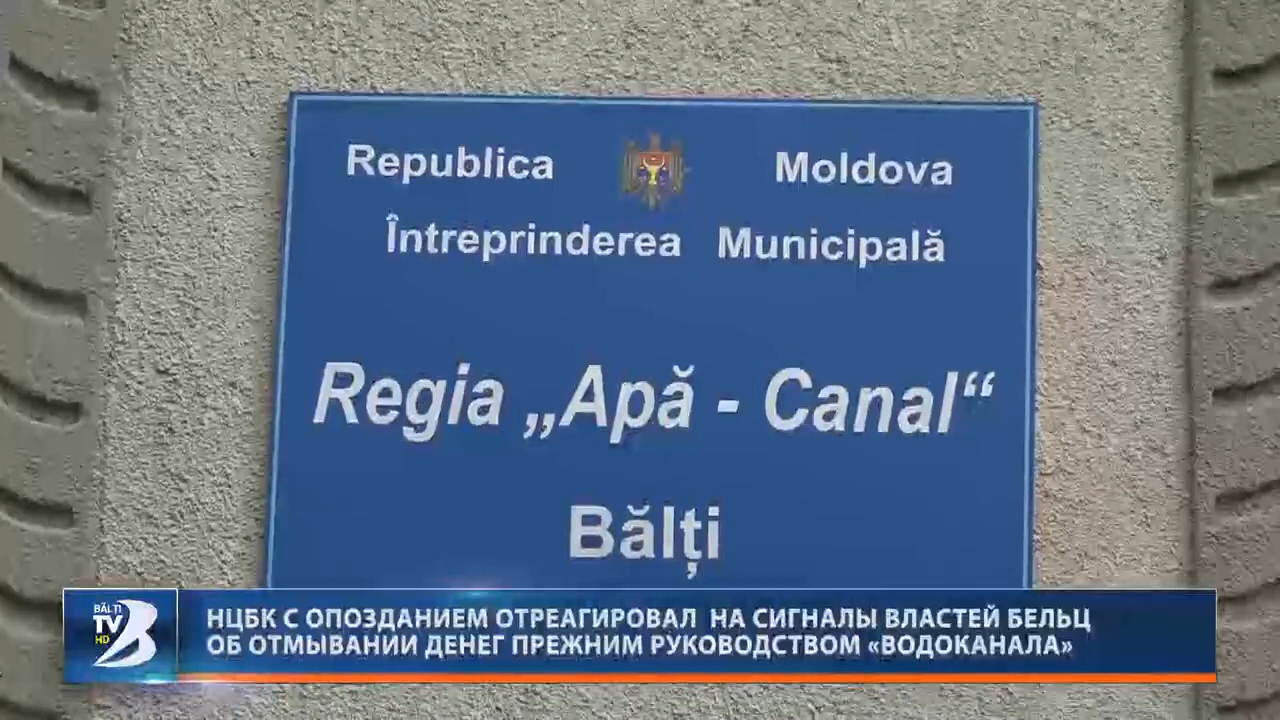 Republica Moldova
Întreprinderea Municipală
Regia „Apă - Canal“
Bălți
BĂLȚI
TV
HD
НЦБК С ОПОЗДАНИЕМ ОТРЕАГИРОВАЛ НА СИГНАЛЫ ВЛАСТЕЙ БЕЛЬЦ
ОБ ОТМЫВАНИИ ДЕНЕГ ПРЕЖНИМ РУКОВОДСТВОМ «ВОДОКАНАЛА»